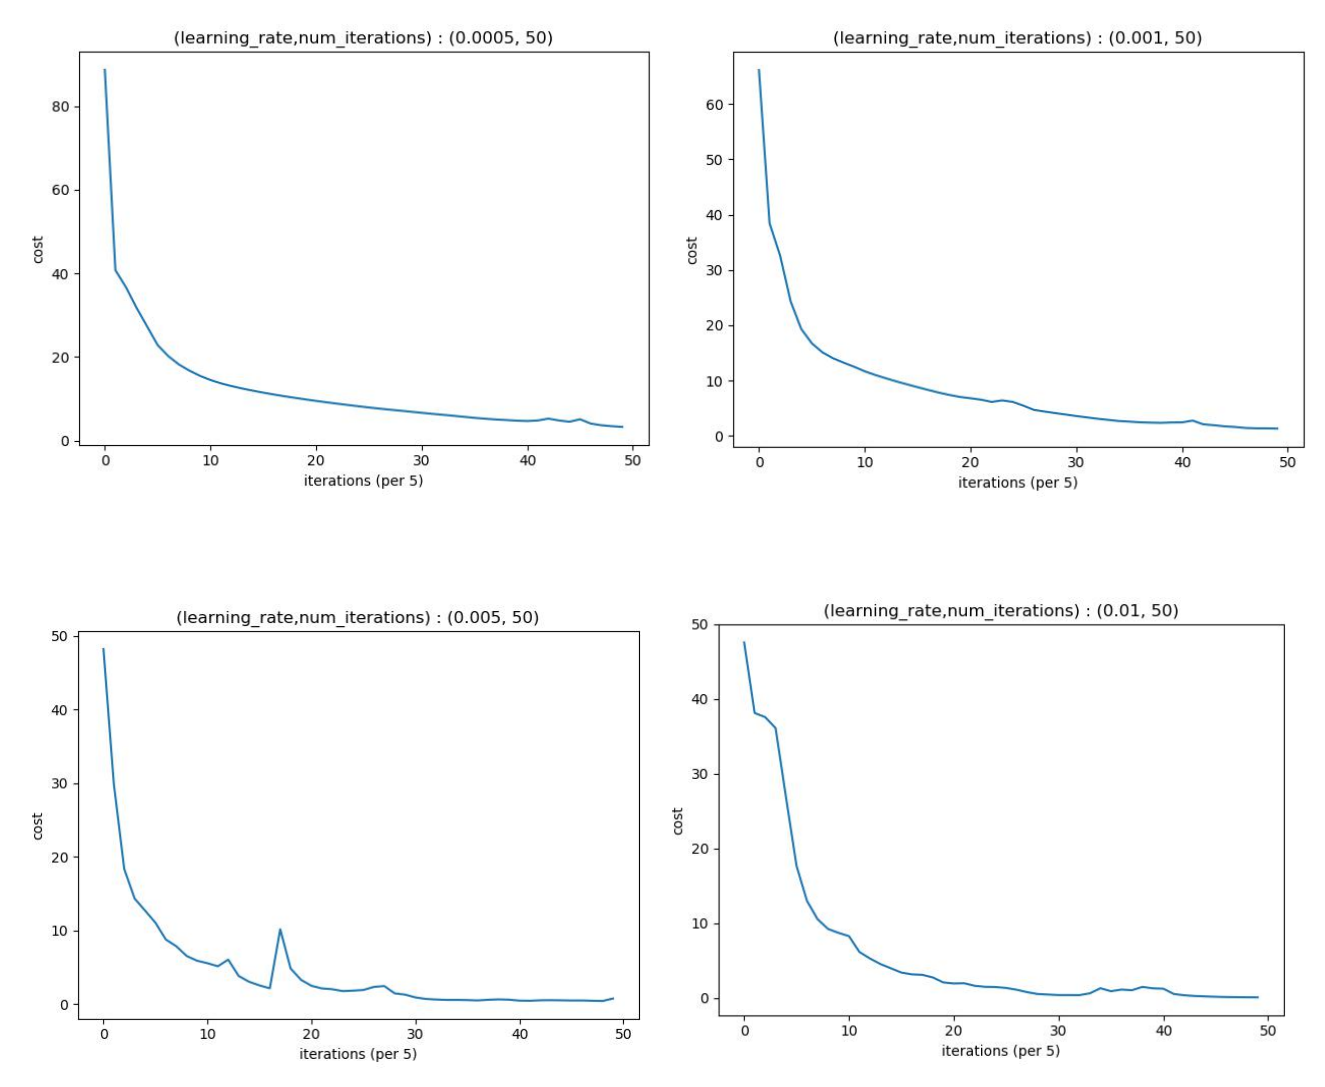 (learning_rate,num_iterations) : (0.0005, 50)
80
60
40
20
0
cost
0 10 20 30 40 50
iterations (per 5)
(learning_rate,num_iterations) : (0.001, 50)
60
50
40
30
20
10
0
cost
0 10 20 30 40 50
iterations (per 5)
(learning_rate,num_iterations) : (0.005, 50)
50
40
30
20
10
0
cost
0 10 20 30 40 50
iterations (per 5)
(learning_rate,num_iterations) : (0.01, 50)
50
40
30
20
10
0
cost
0 10 20 30 40 50
iterations (per 5)